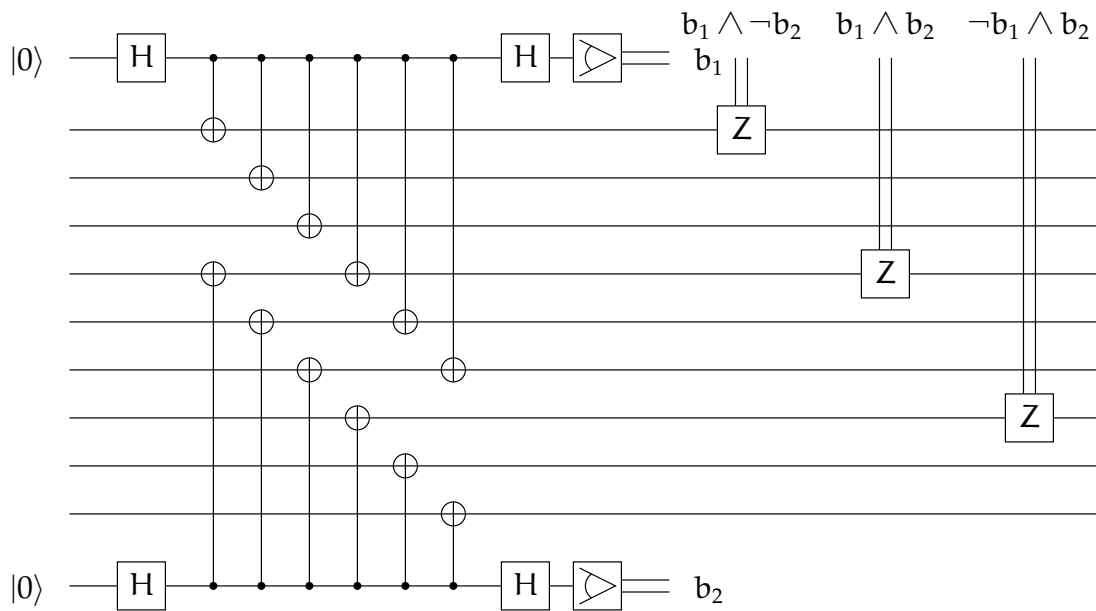 b₁ ∧ ¬b₂ b₁ ∧ b₂ ¬b₁ ∧ b₂
|0⟩ H H b₁
Z
Z
Z
|0⟩ H H b₂